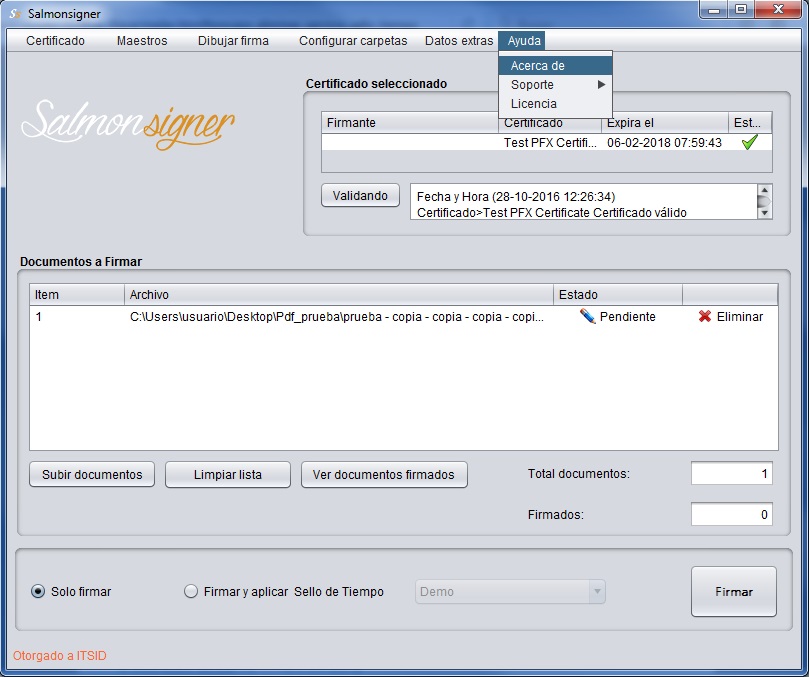 Salmonsigner
Certificado Maestros Dibujar firma Configurar carpetas Datos extras Ayuda
Acerca de
Soporte
Licencia
Salmonsigner
Certificado seleccionado
Firmante Certificado Expira el Est...
Test PFX Certifi... 06-02-2018 07:59:43
Validando
Fecha y Hora (28-10-2016 12:26:34)
Certificado>Test PFX Certificate Certificado válido
Documentos a Firmar
Item Archivo Estado
1 C:\Users\usuario\Desktop\Pdf_prueba\prueba - copia - copia - copia - copi... Pendiente Eliminar
Subir documentos Limpiar lista Ver documentos firmados Total documentos: 1
Firmados: 0
Solo firmar Firmar y aplicar Sello de Tiempo Demo Firmar
Otorgado a ITSID